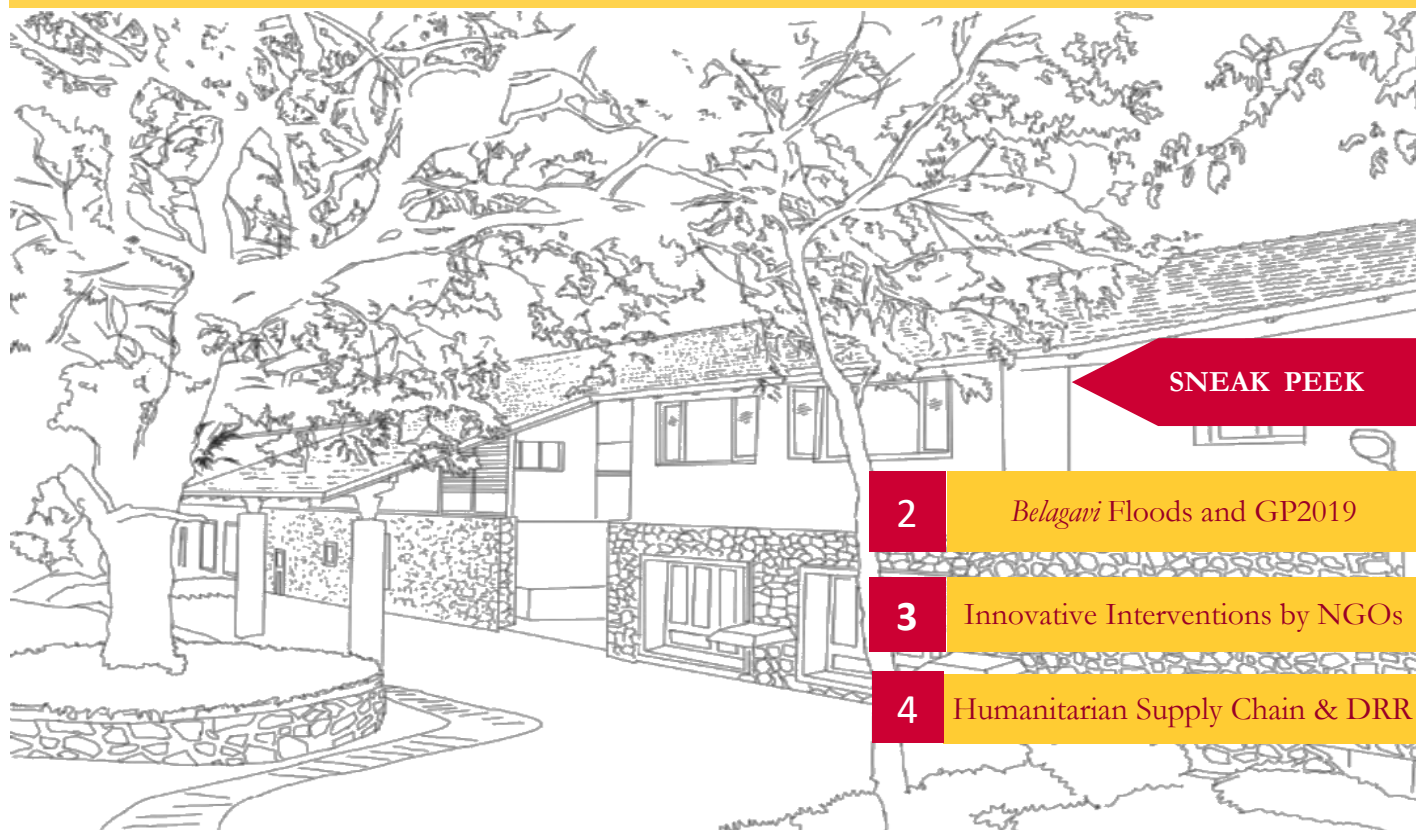 SNEAK PEEK
2 Belagavi Floods and GP2019
3 Innovative Interventions by NGOs
4 Humanitarian Supply Chain & DRR